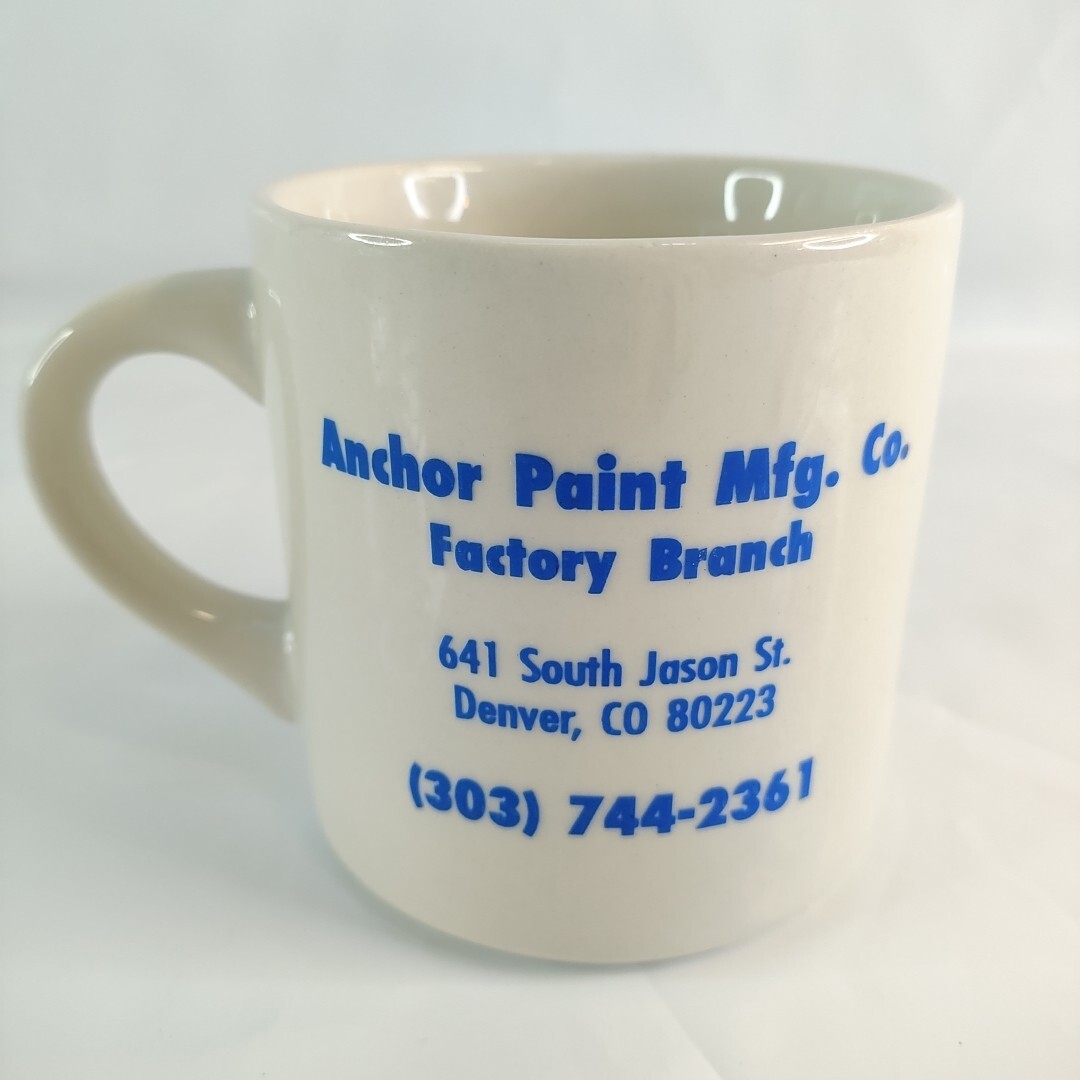 Anchor Paint Mfg. Co.
Factory Branch
641 South Jason St.
Denver, CO 80223
(303) 744-2361